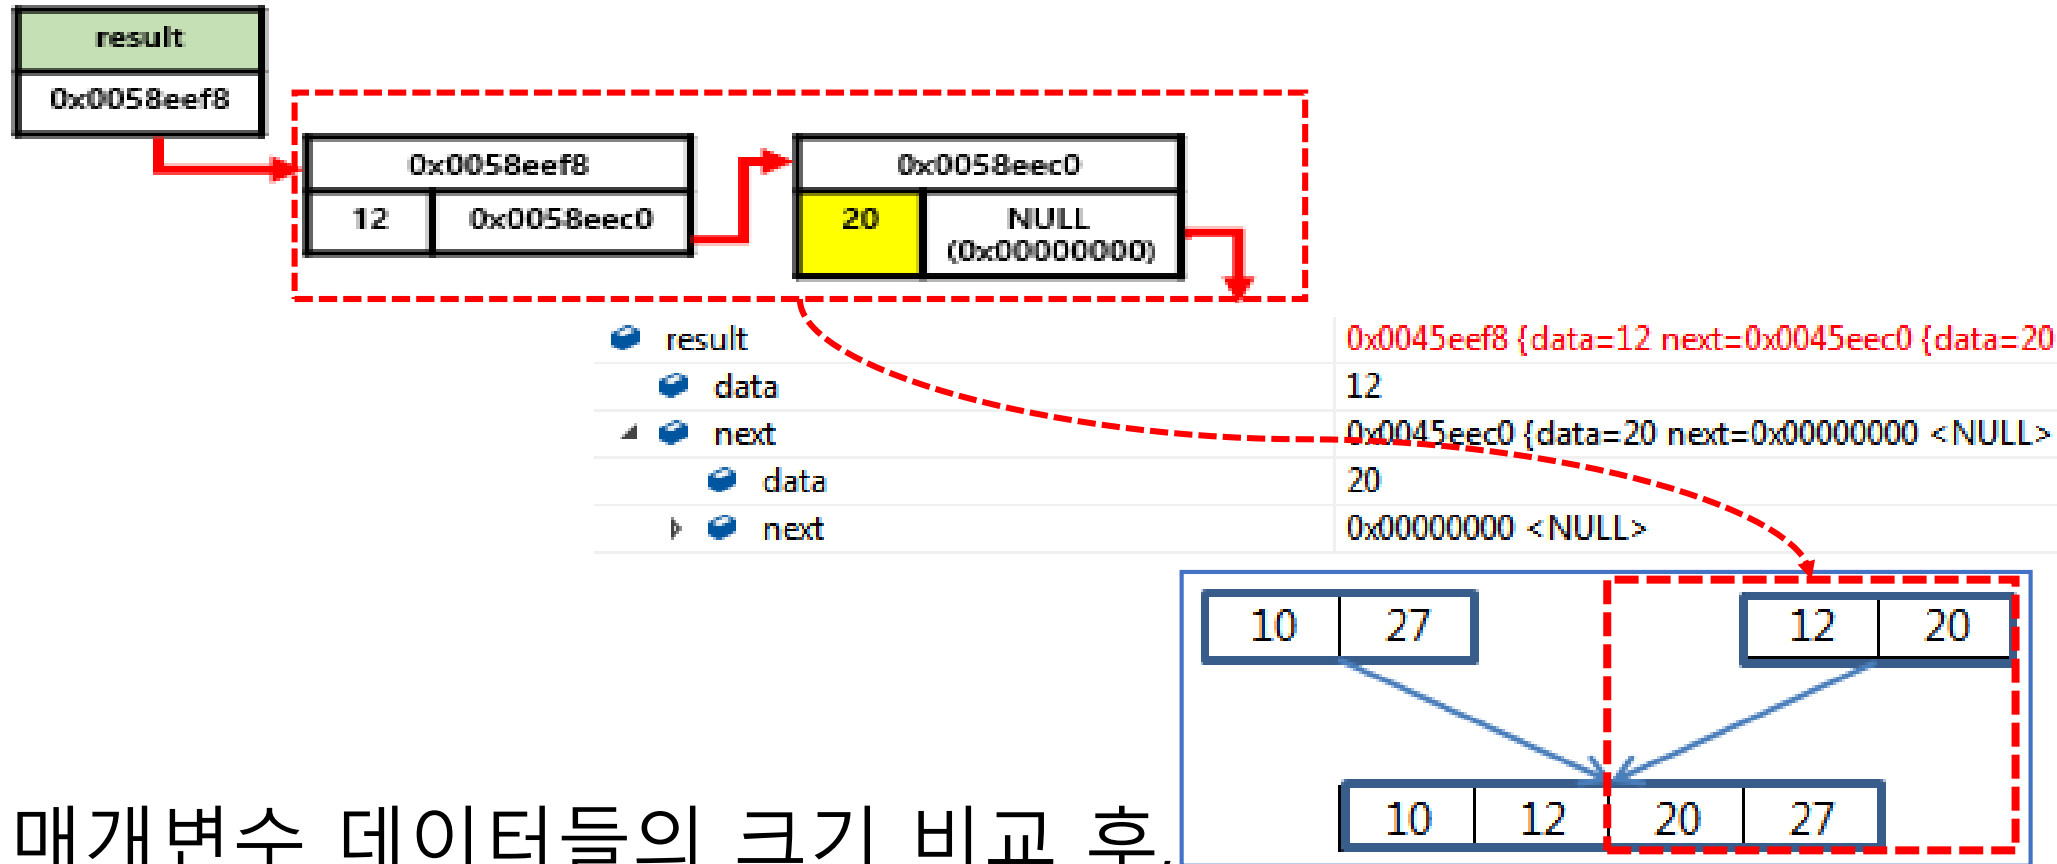 result
0x0058eef8
0x0058eef8
12 0x0058eec0
0x0058eec0
20 NULL
(0x00000000)
result 0x0045eef8 {data=12 next=0x0045eec0 {data=20
data 12
next 0x0045eec0 {data=20 next=0x00000000 <NULL>
data 20
next 0x00000000 <NULL>
10 27 12 20
10 12 20 27
매개변수 데이터들의 크기 비교 후,